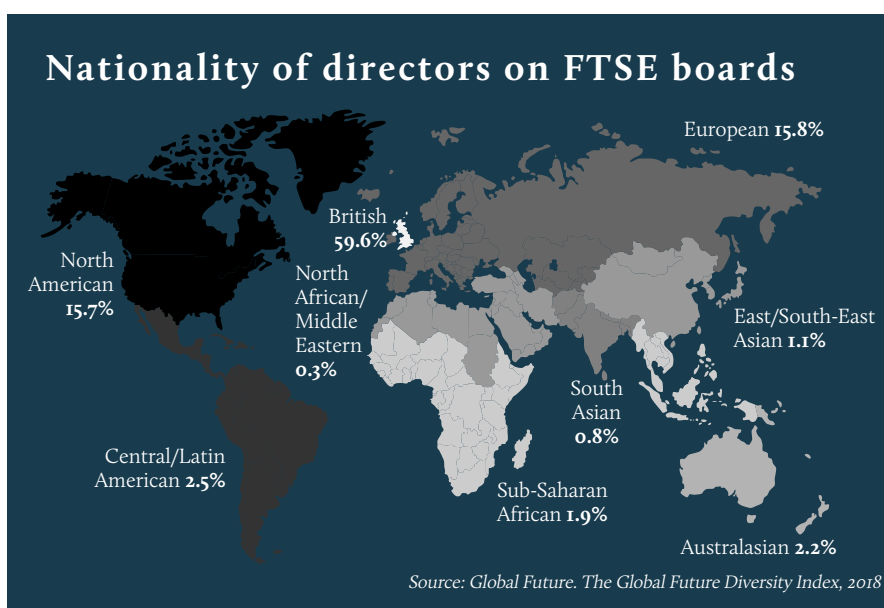 Nationality of directors on FTSE boards
European 15.8%
British
59.6%
North
American
15.7%
North
African/
Middle
Eastern
0.3%
East/South-East
Asian 1.1%
South
Asian
0.8%
Central/Latin
American 2.5%
Sub-Saharan
African 1.9%
Australasian 2.2%
Source: Global Future. The Global Future Diversity Index, 2018